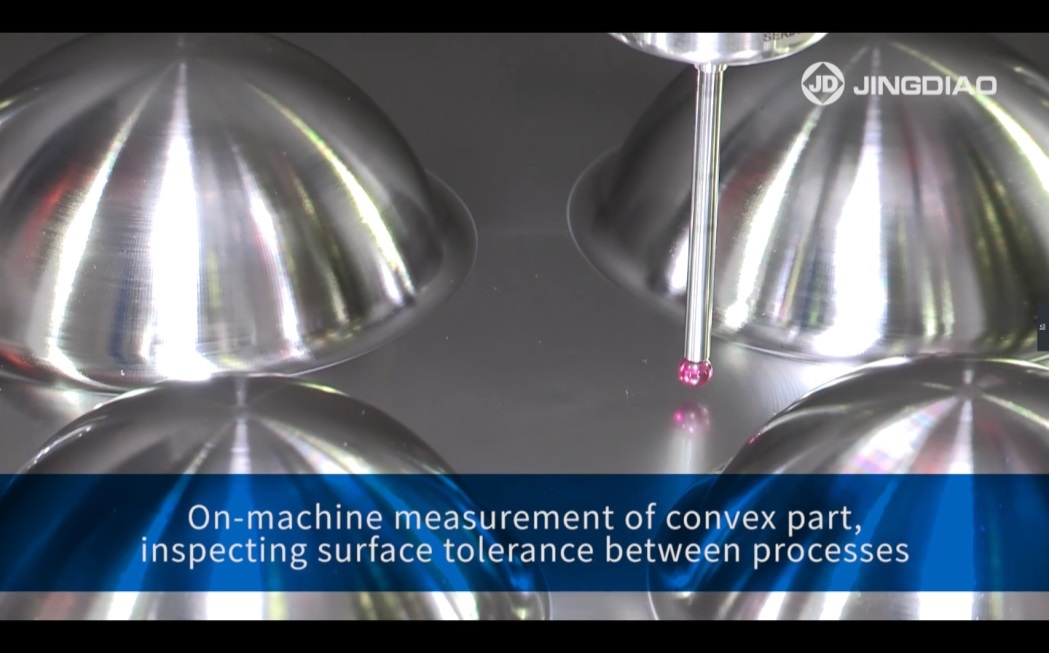 JD JINGDIAO
On-machine measurement of convex part,
inspecting surface tolerance between processes